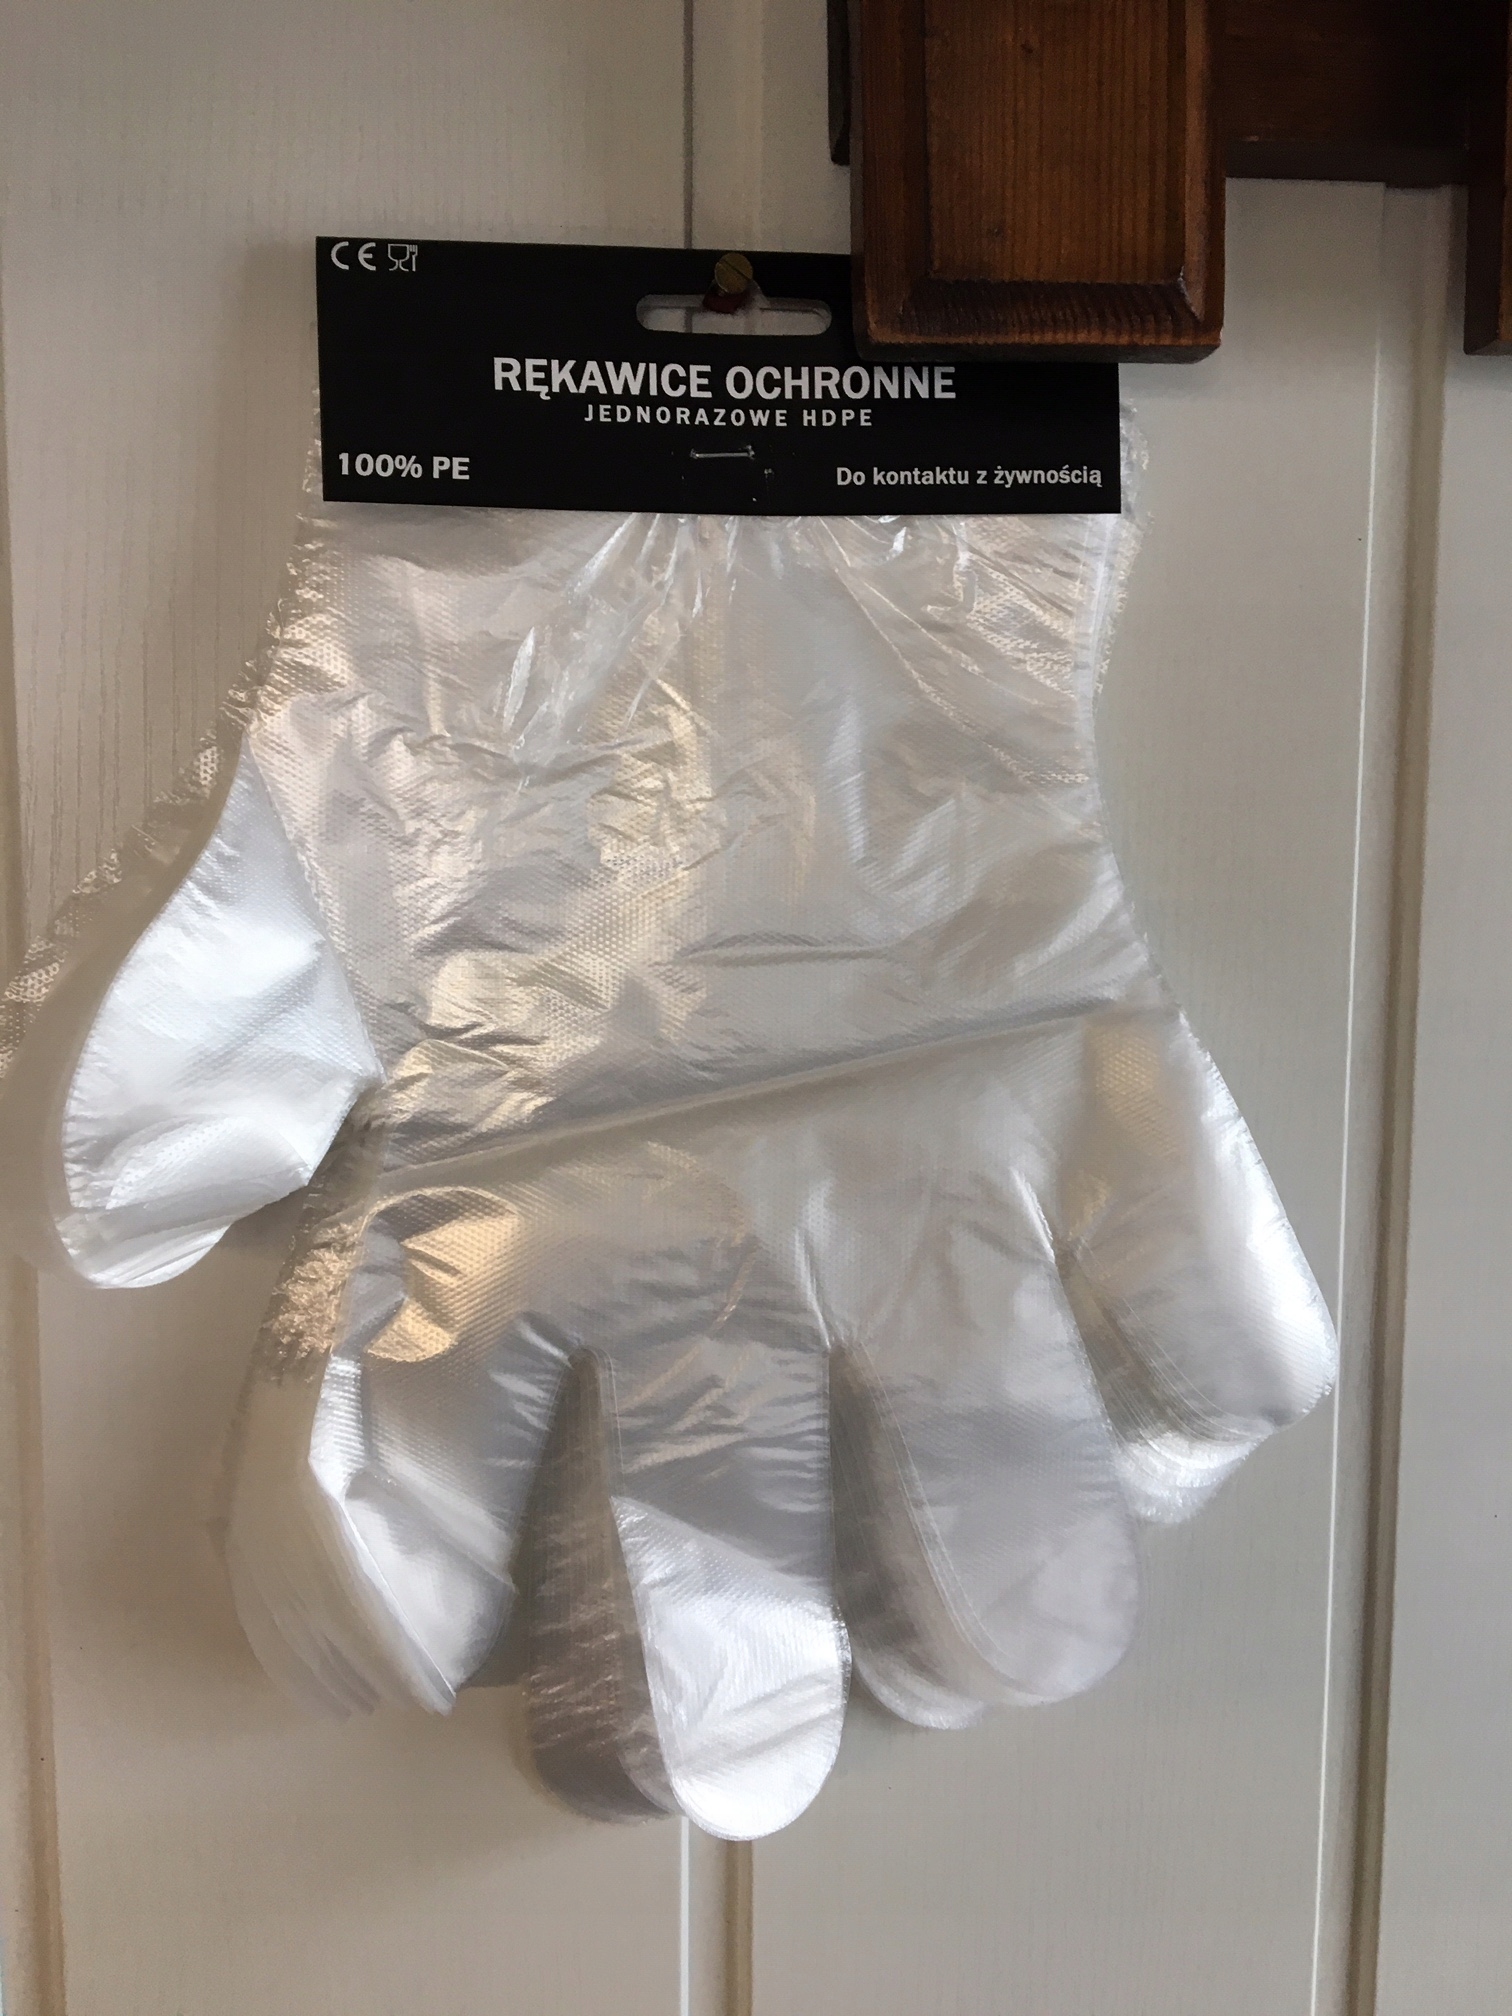 CE
RĘKAWICE OCHRONNE
JEDNORAZOWE HDPE
100% PE
Do kontaktu z żywnością